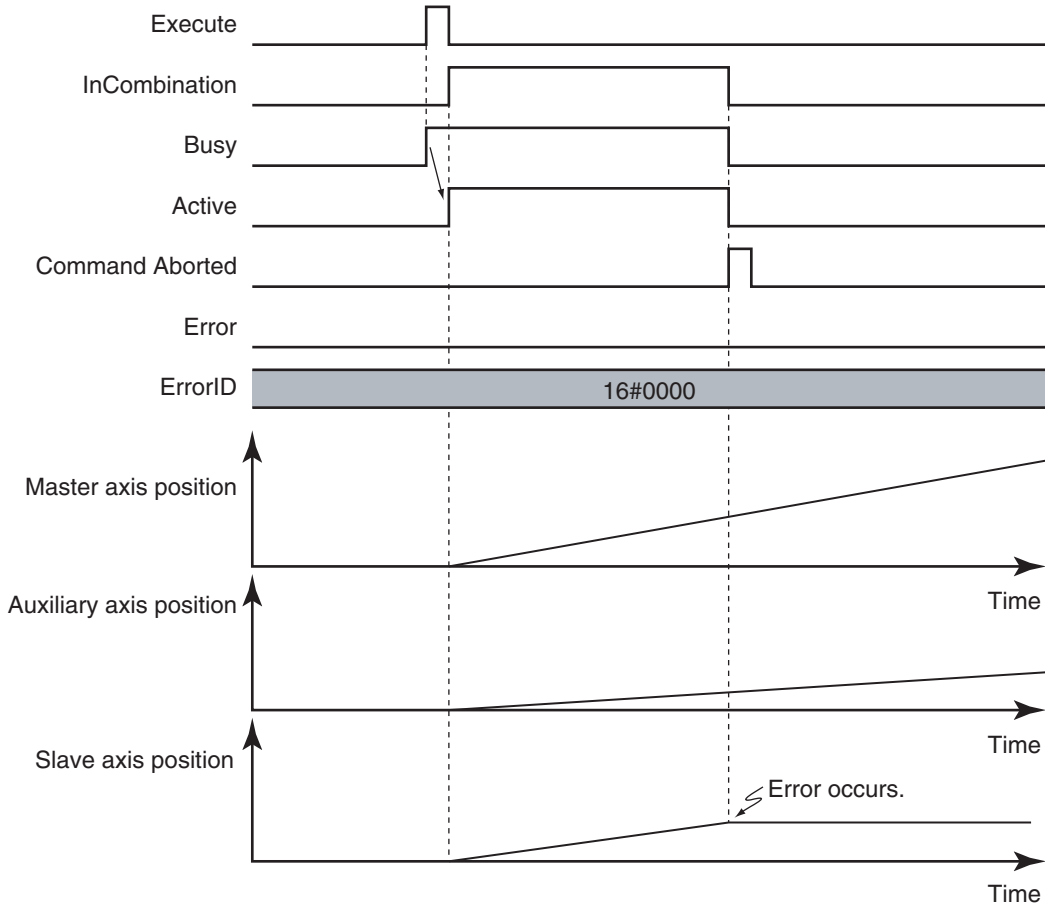 Execute
InCombination
Busy
Active
Command Aborted
Error
ErrorID
16#0000
Master axis position
Time
Auxiliary axis position
Time
Slave axis position
Error occurs.
Time